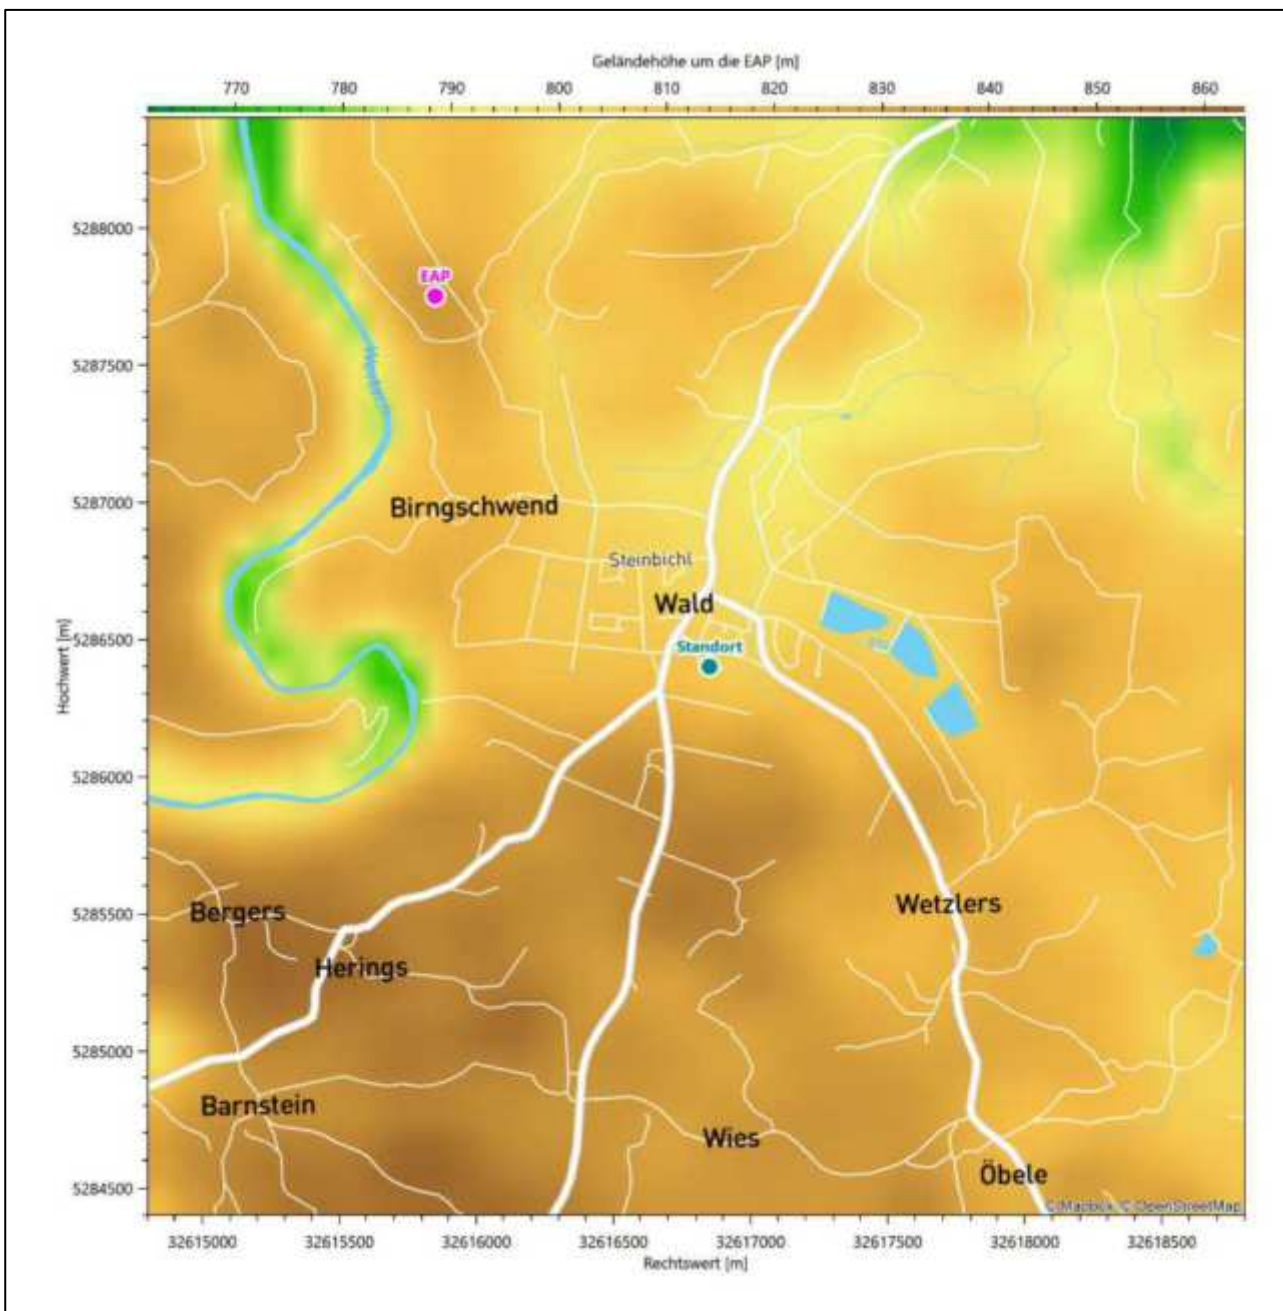 Geländehöhe um die EAP [m]
770 780 790 800 810 820 830 840 850 860
5288000
EAP
5287500
Wertach
5287000
Birngschwend
Steinbichl
Wald
5286500
Standort
Hochwert [m]
5286000
5285500
Bergers
Wetzlers
Herings
5285000
Barnstein
Wies
5284500
Öbele
© Mapbox, © OpenStreetMap
32615000 32615500 32616000 32616500 32617000 32617500 32618000 32618500
Rechtswert [m]